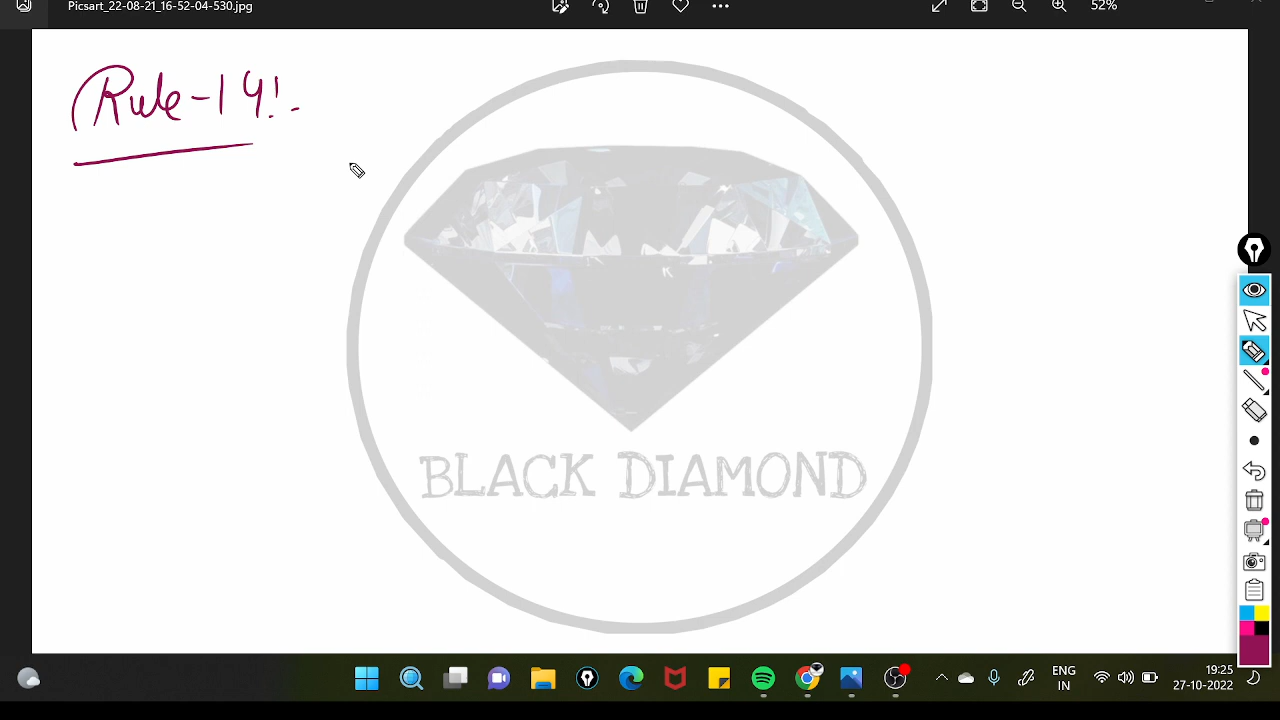 Picsart_22-08-21_16-52-04-530.jpg
52%
Rule-14!-
BLACK DIAMOND
ENG
IN
19:25
27-10-2022